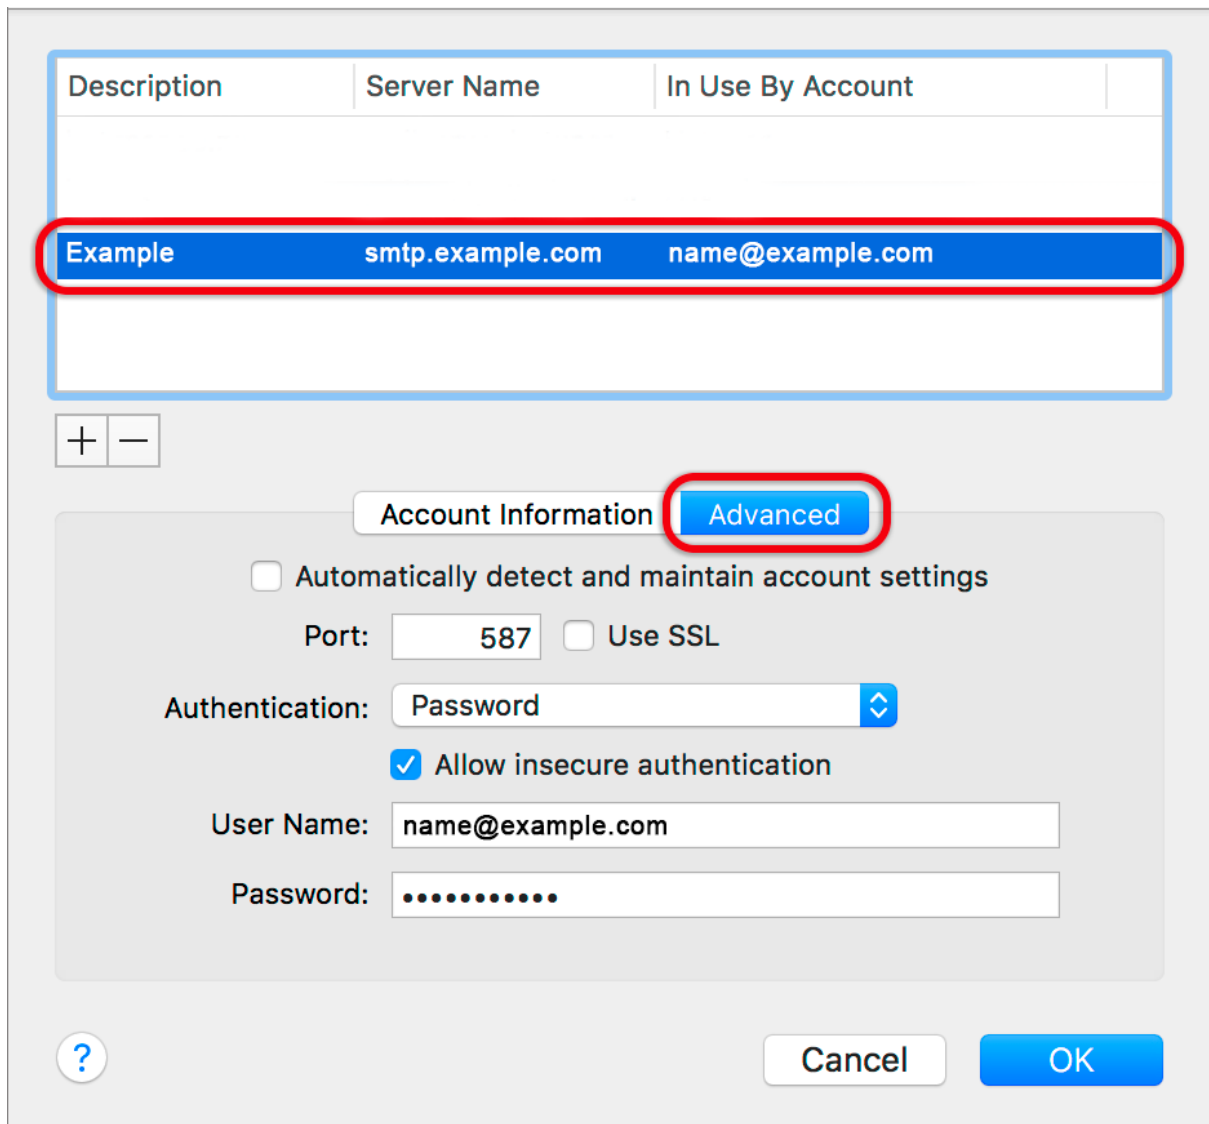 Description Server Name In Use By Account
Example smtp.example.com name@example.com
Account Information Advanced
Automatically detect and maintain account settings
Port: 587 Use SSL
Authentication: Password
Allow insecure authentication
User Name: name@example.com
Password: •••••••••••
? Cancel OK